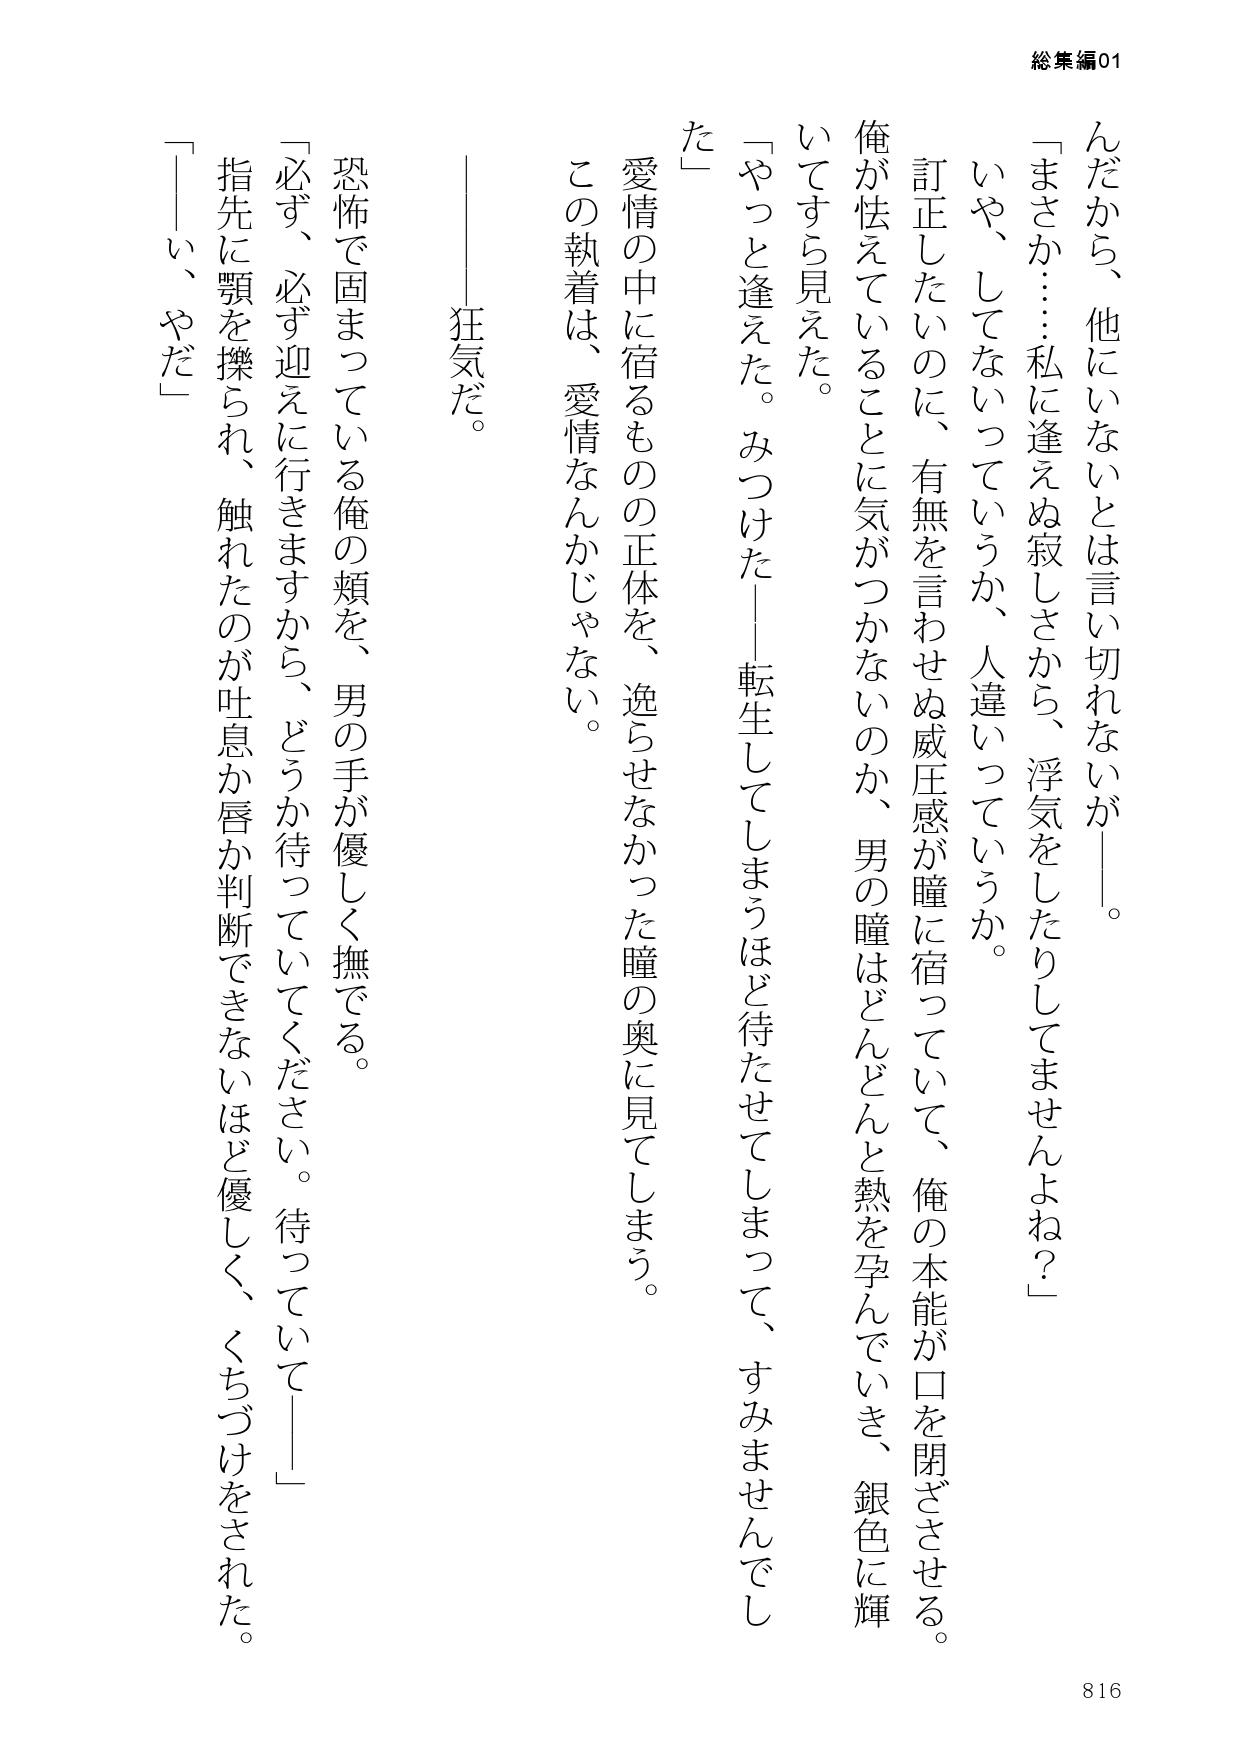 総集編01
んだから、他にいないとは言い切れないが――。
「まさか……私に逢えぬ寂しさから、浮気をしたりしてませんよね？」
いや、してないっていうか、人違いっていうか。
訂正したいのに、有無を言わせぬ威圧感が瞳に宿っていて、俺の本能が口を閉ざさせる。
俺が怯えていることに気がつかないのか、男の瞳はどんどんと熱を孕んでいき、銀色に輝
いてすら見えた。
「やっと逢えた。みつけた――転生してしまうほど待たせてしまって、すみませんでし
た」
愛情の中に宿るものの正体を、逸らせなかった瞳の奥に見てしまう。
この執着は、愛情なんかじゃない。
――――狂気だ。
恐怖で固まっている俺の頬を、男の手が優しく撫でる。
「必ず、必ず迎えに行きますから、どうか待っていてください。待っていて――」
指先に顎を擽られ、触れたのが吐息か唇か判断できないほど優しく、くちづけをされた。
「――い、やだ」
816